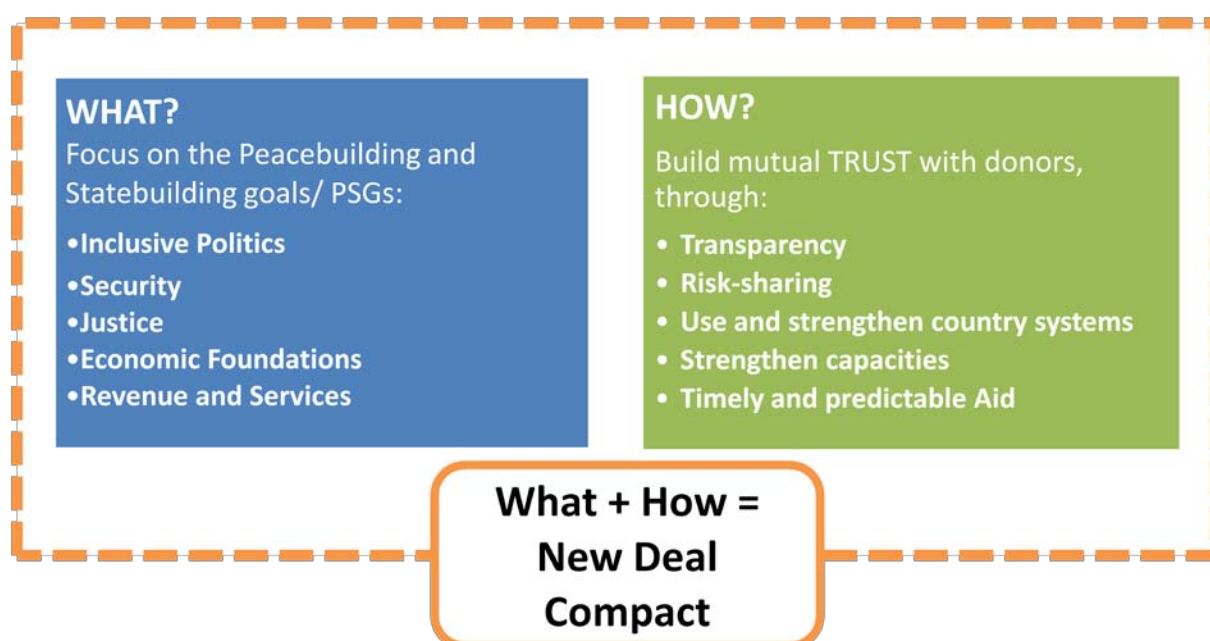 WHAT?
Focus on the Peacebuilding and
Statebuilding goals/ PSGs:
•Inclusive Politics
•Security
•Justice
•Economic Foundations
•Revenue and Services
HOW?
Build mutual TRUST with donors,
through:
• Transparency
• Risk-sharing
• Use and strengthen country systems
• Strengthen capacities
• Timely and predictable Aid
What + How =
New Deal
Compact